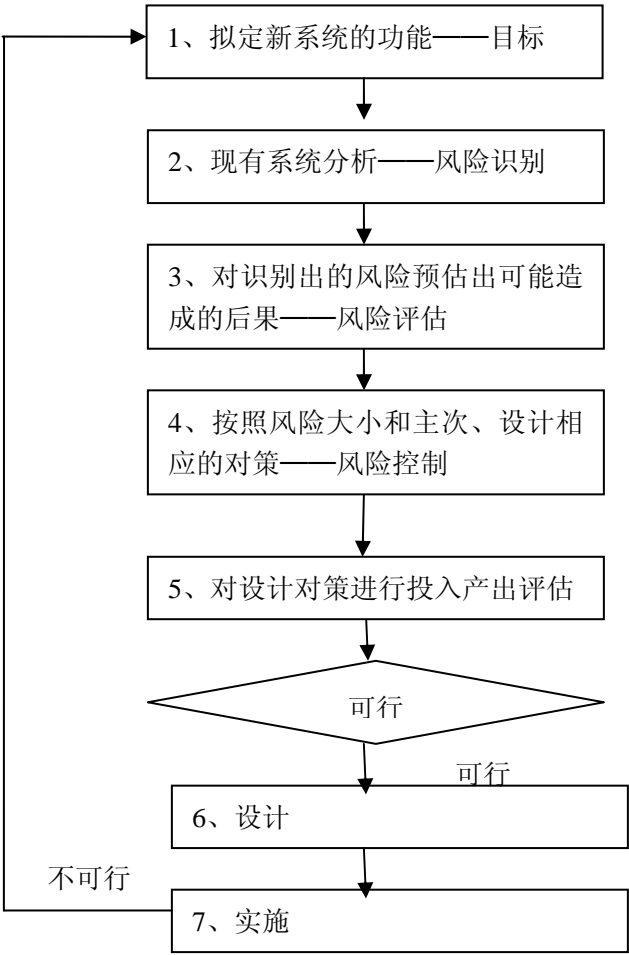 1、拟定新系统的功能——目标
2、现有系统分析——风险识别
3、对识别出的风险预估出可能造
成的后果——风险评估
4、按照风险大小和主次、设计相
应的对策——风险控制
5、对设计对策进行投入产出评估
可行
可行
6、设计
不可行
7、实施